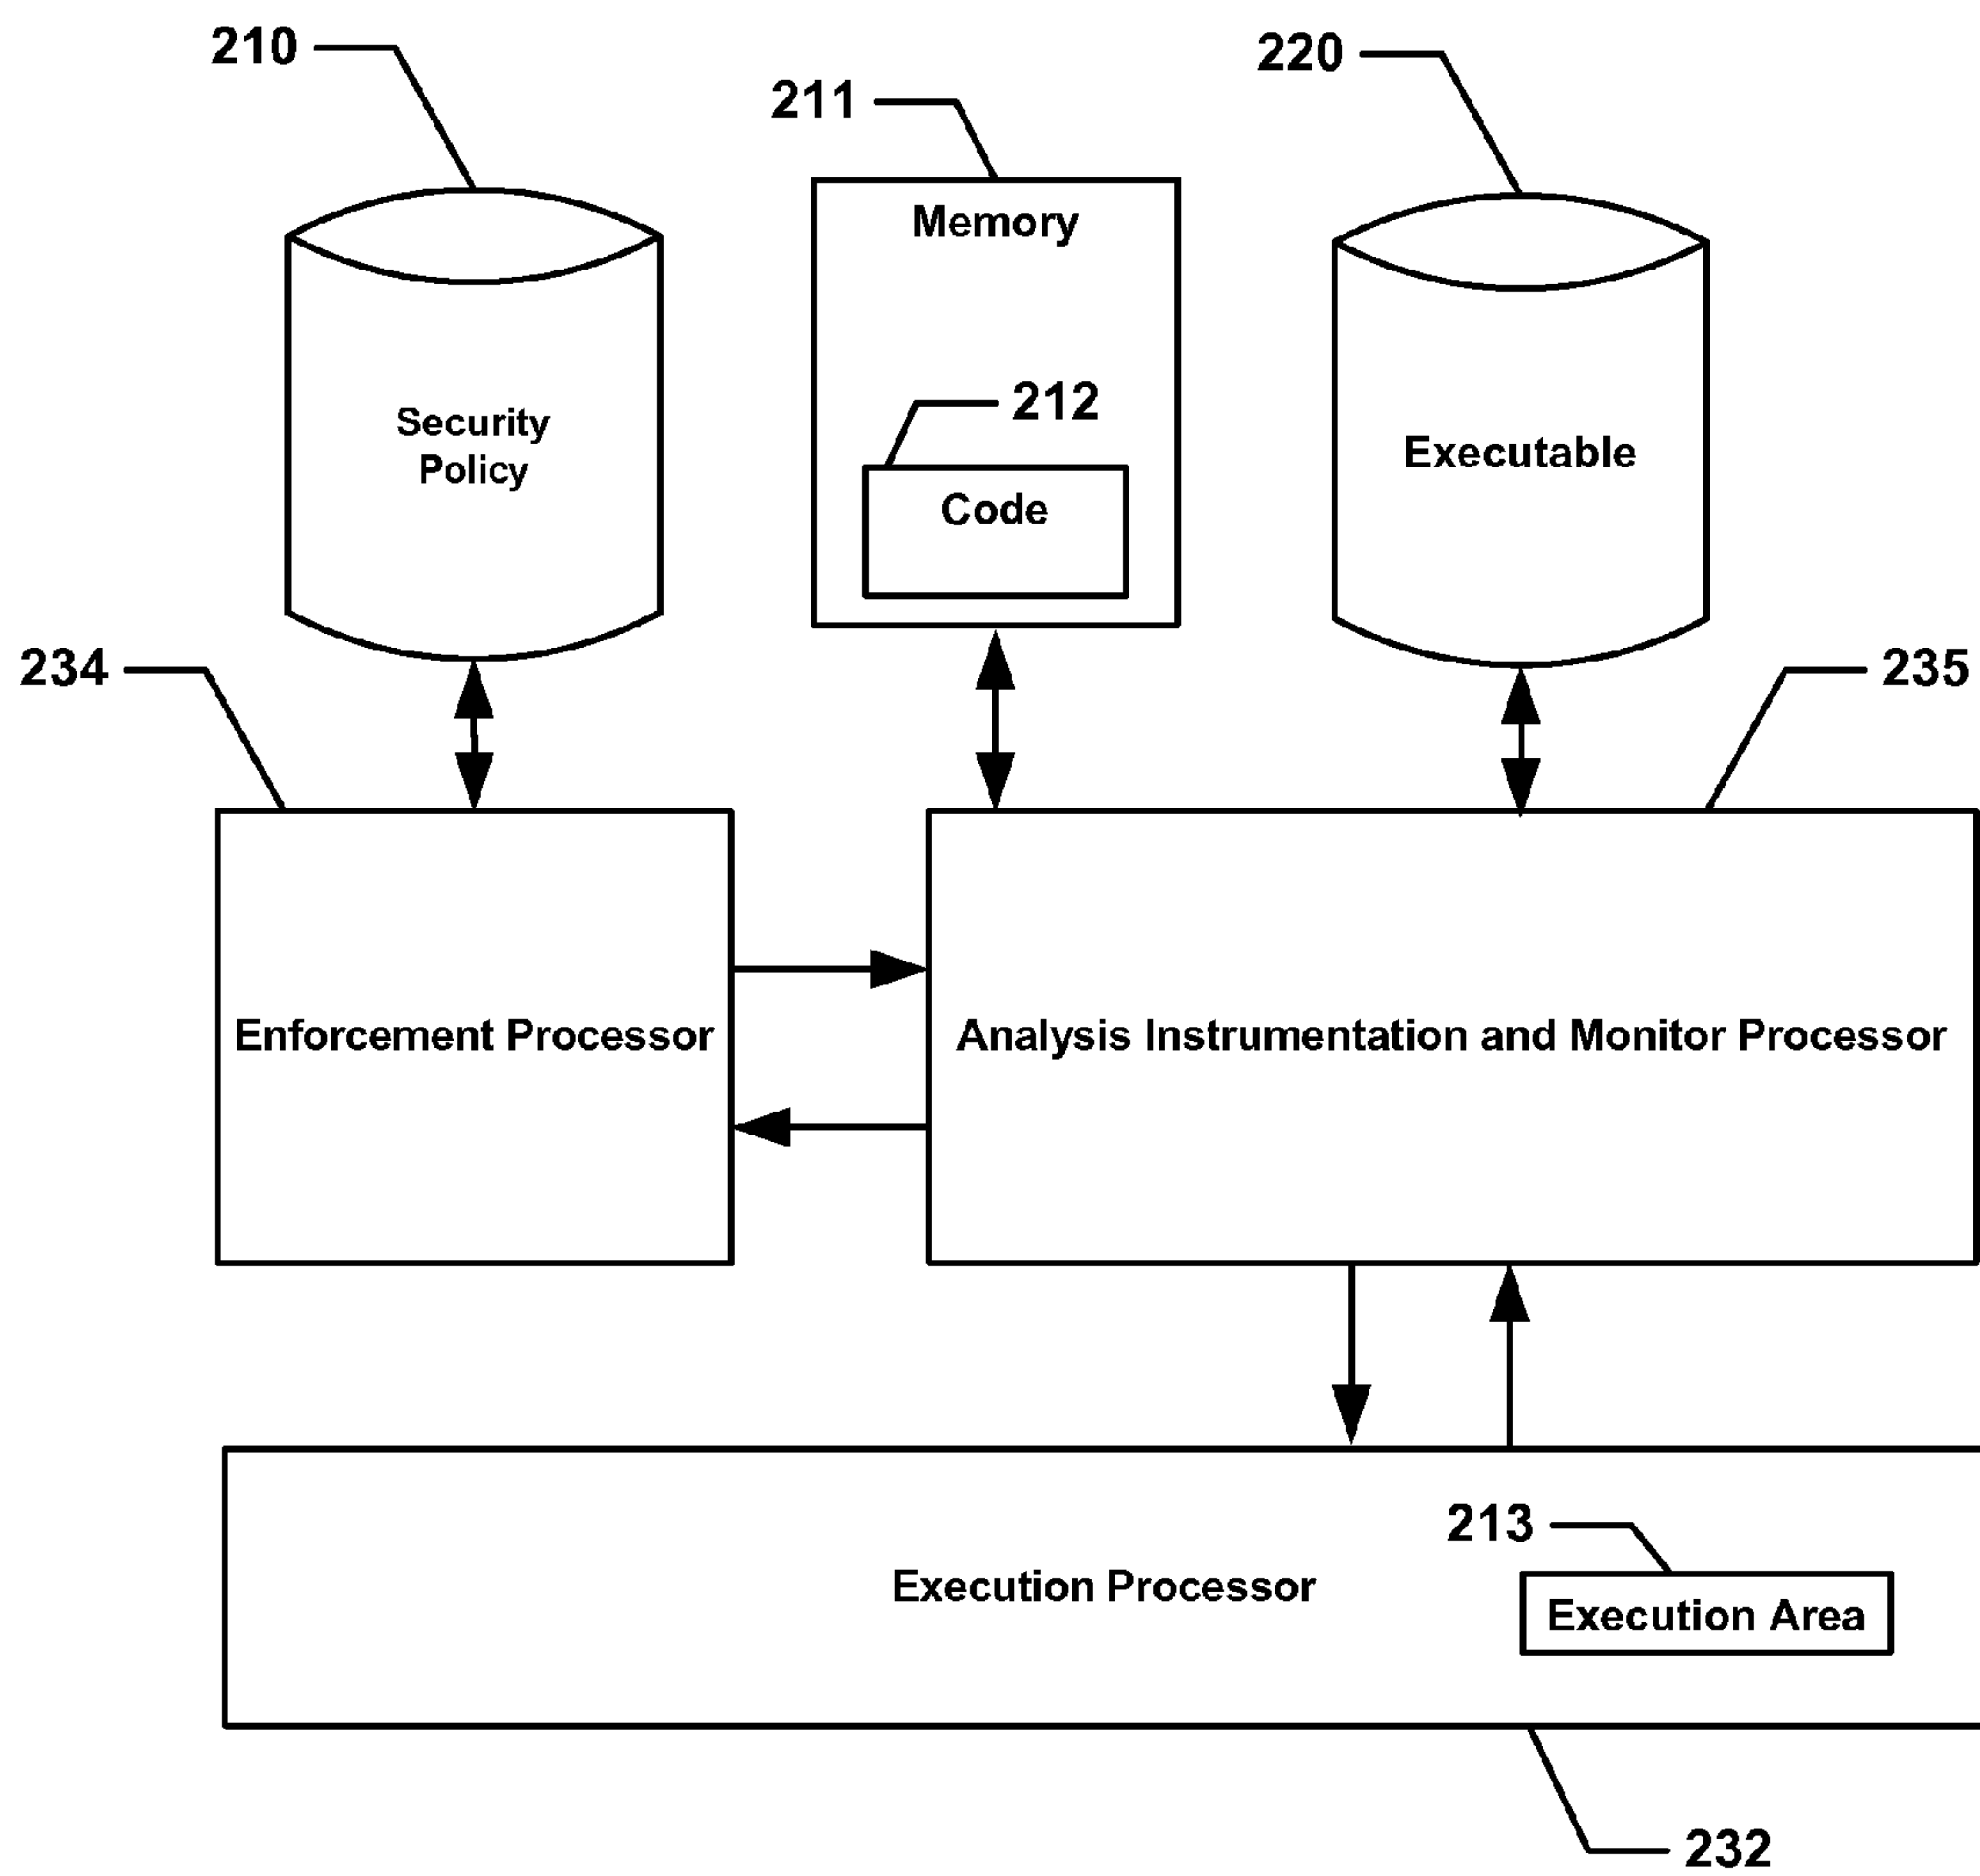 210
211
220
Memory
212
Security
Policy
Executable
Code
234
235
Enforcement Processor
Analysis Instrumentation and Monitor Processor
213
Execution Processor
Execution Area
232